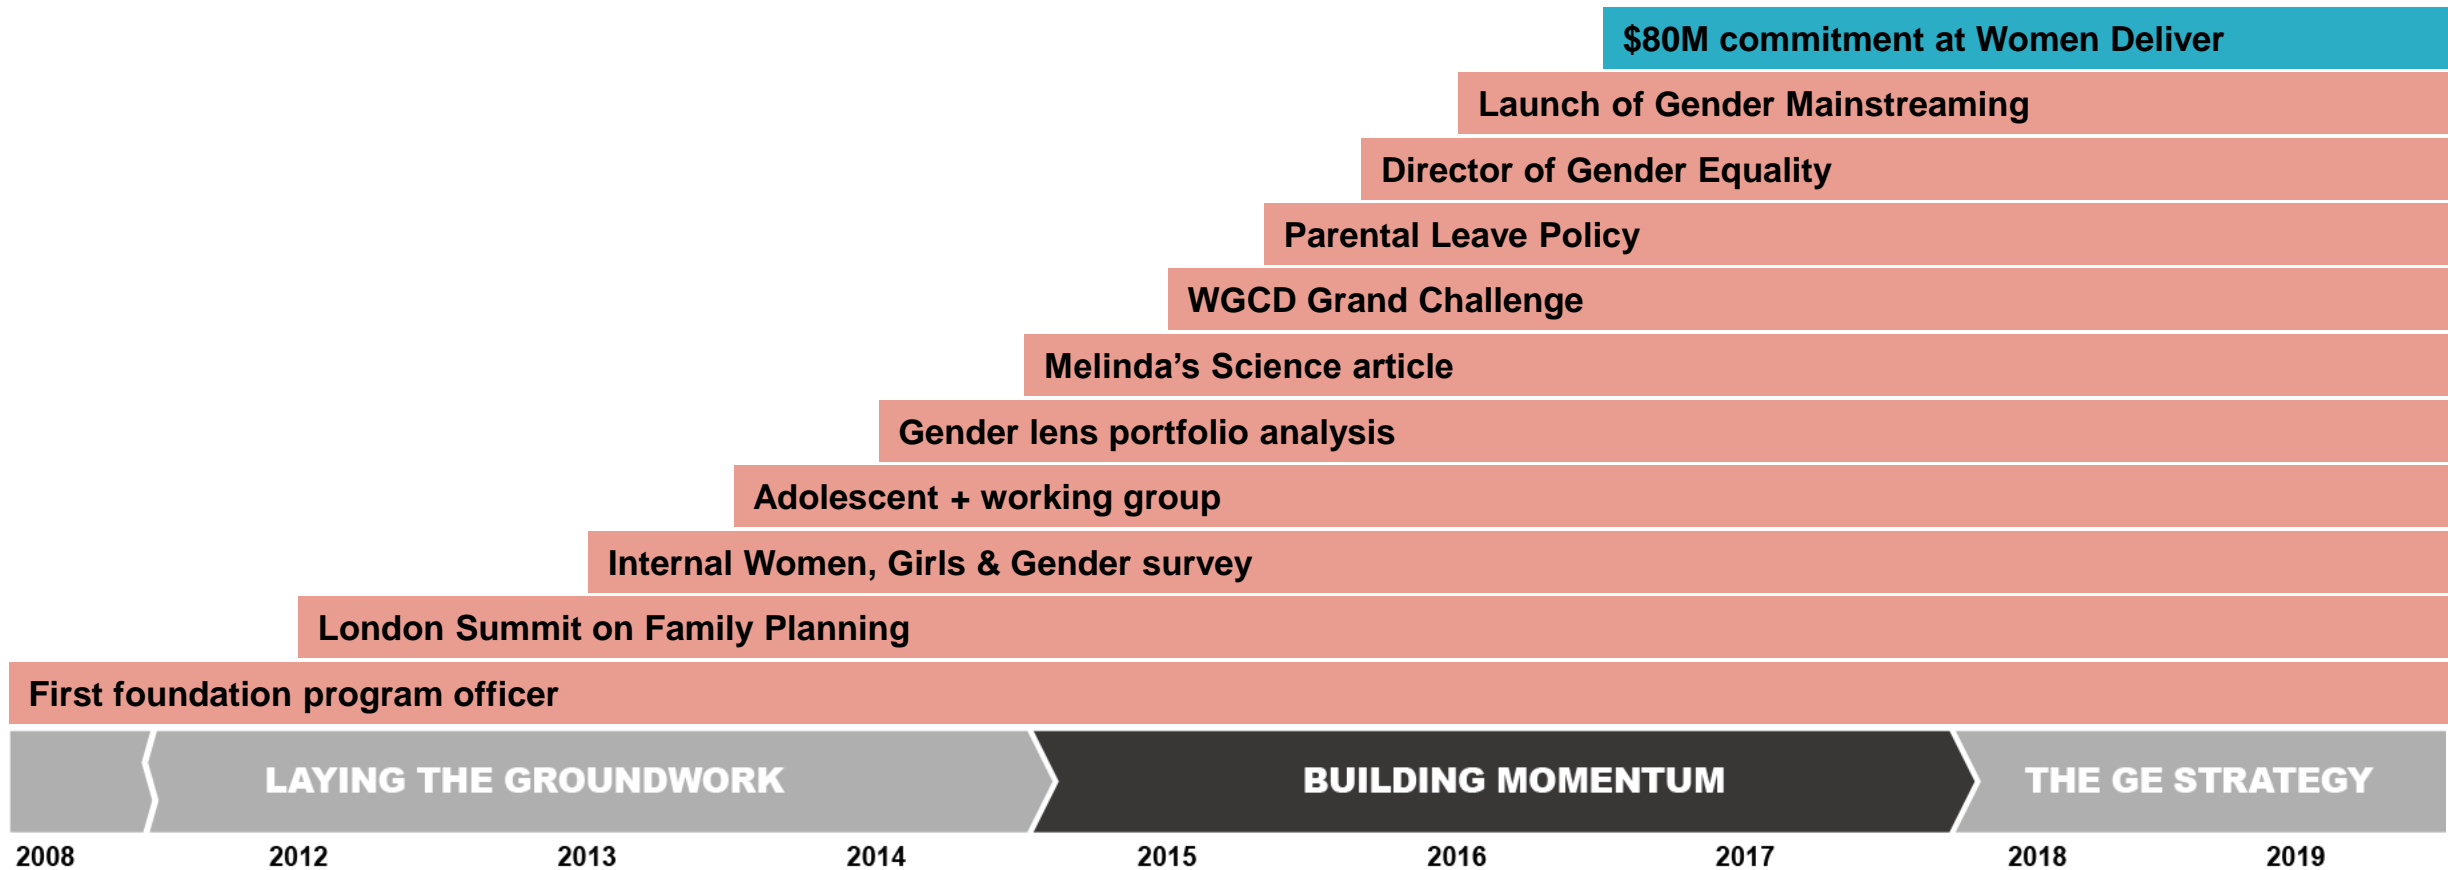 $80M commitment at Women Deliver
Launch of Gender Mainstreaming
Director of Gender Equality
Parental Leave Policy
WGCD Grand Challenge
Melinda’s Science article
Gender lens portfolio analysis
Adolescent + working group
Internal Women, Girls & Gender survey
London Summit on Family Planning
First foundation program officer
LAYING THE GROUNDWORK BUILDING MOMENTUM THE GE STRATEGY
2008 2012 2013 2014 2015 2016 2017 2018 2019